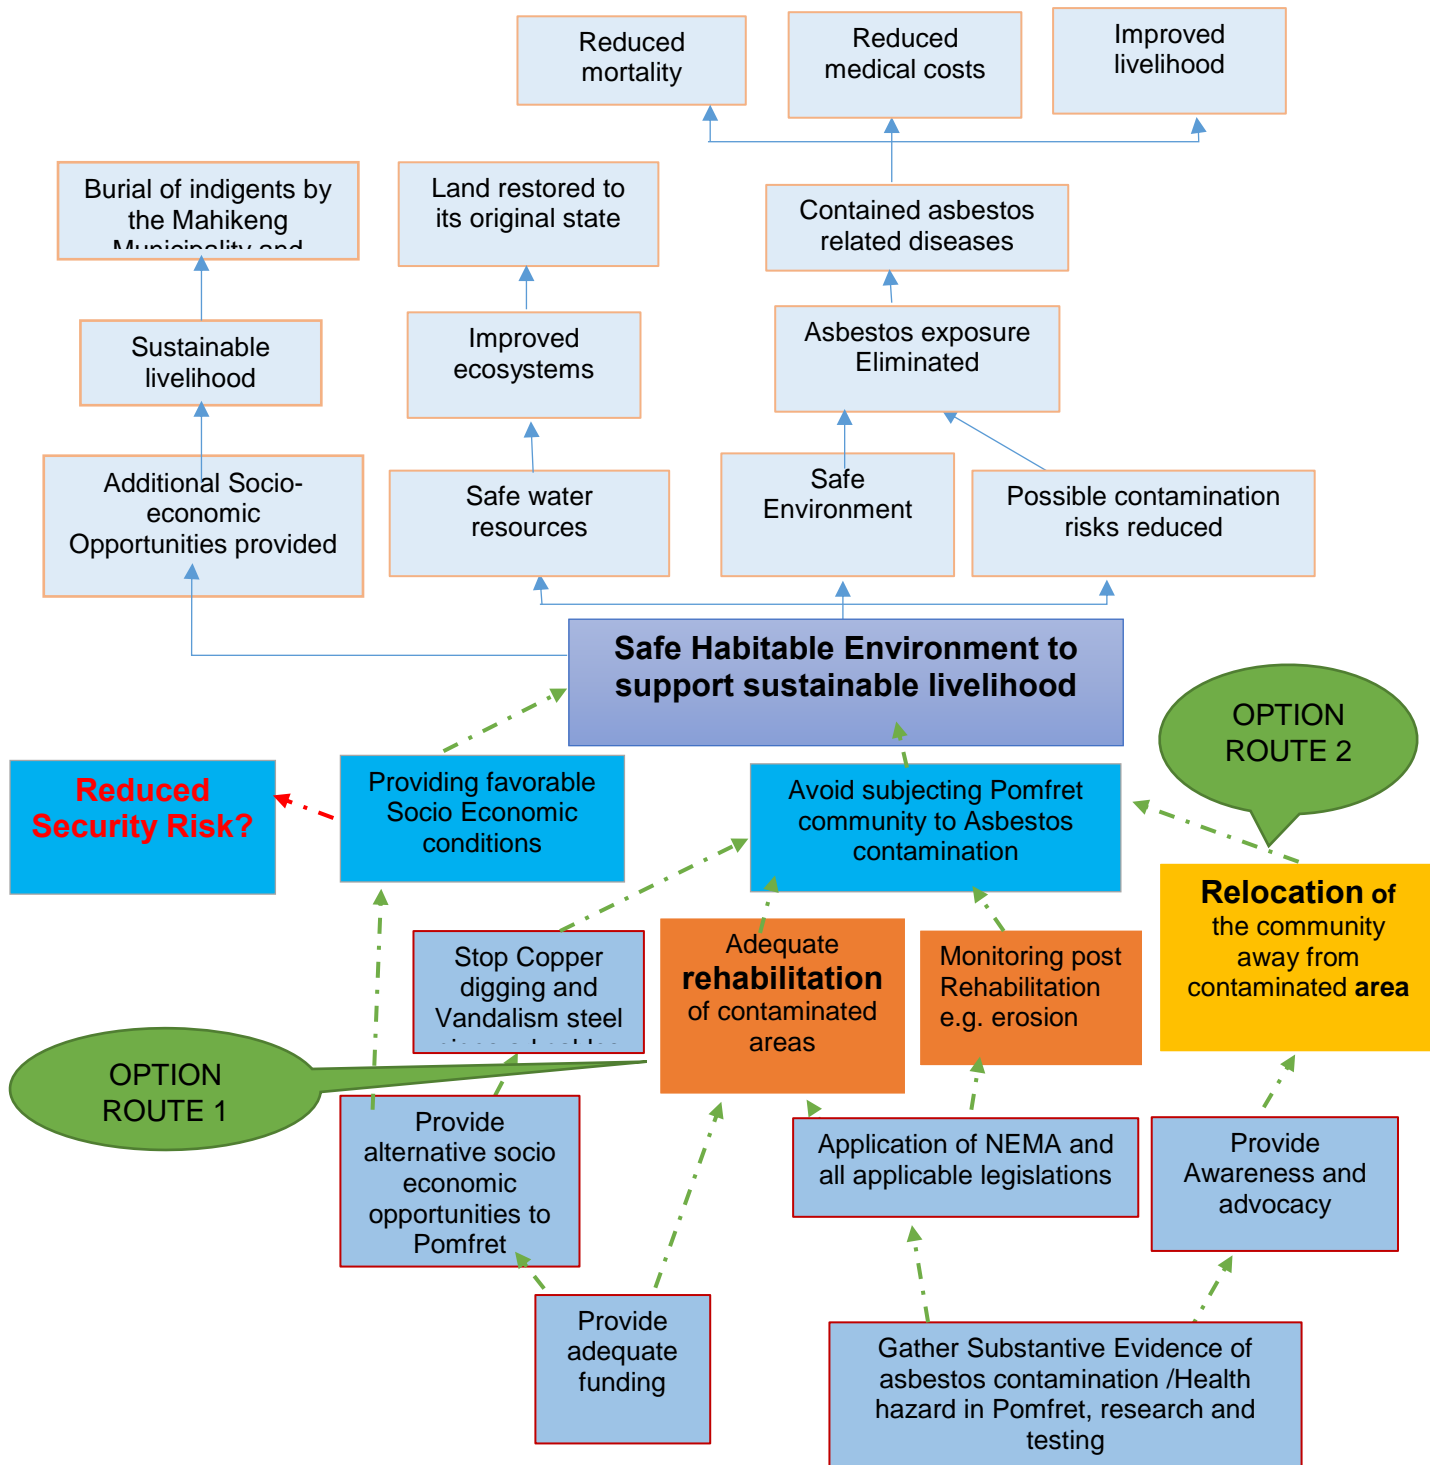 Reduced
mortality
Reduced
medical costs
Improved
livelihood
Burial of indigents by
the Mahikeng
Municipality and
Land restored to
its original state
Contained asbestos
related diseases
Sustainable
livelihood
Improved
ecosystems
Asbestos exposure
Eliminated
Additional Socio-
economic
Opportunities provided
Safe water
resources
Safe
Environment
Possible contamination
risks reduced
Safe Habitable Environment to
support sustainable livelihood
OPTION
ROUTE 2
Reduced
Security Risk?
Providing favorable
Socio Economic
conditions
Avoid subjecting Pomfret
community to Asbestos
contamination
Stop Copper
digging and
Vandalism steel
Adequate
rehabilitation
of contaminated
areas
Monitoring post
Rehabilitation
e.g. erosion
Relocation of
the community
away from
contaminated area
OPTION
ROUTE 1
Provide
alternative socio
economic
opportunities to
Pomfret
Application of NEMA and
all applicable legislations
Provide
Awareness and
advocacy
Provide
adequate
funding
Gather Substantive Evidence of
asbestos contamination /Health
hazard in Pomfret, research and
testing